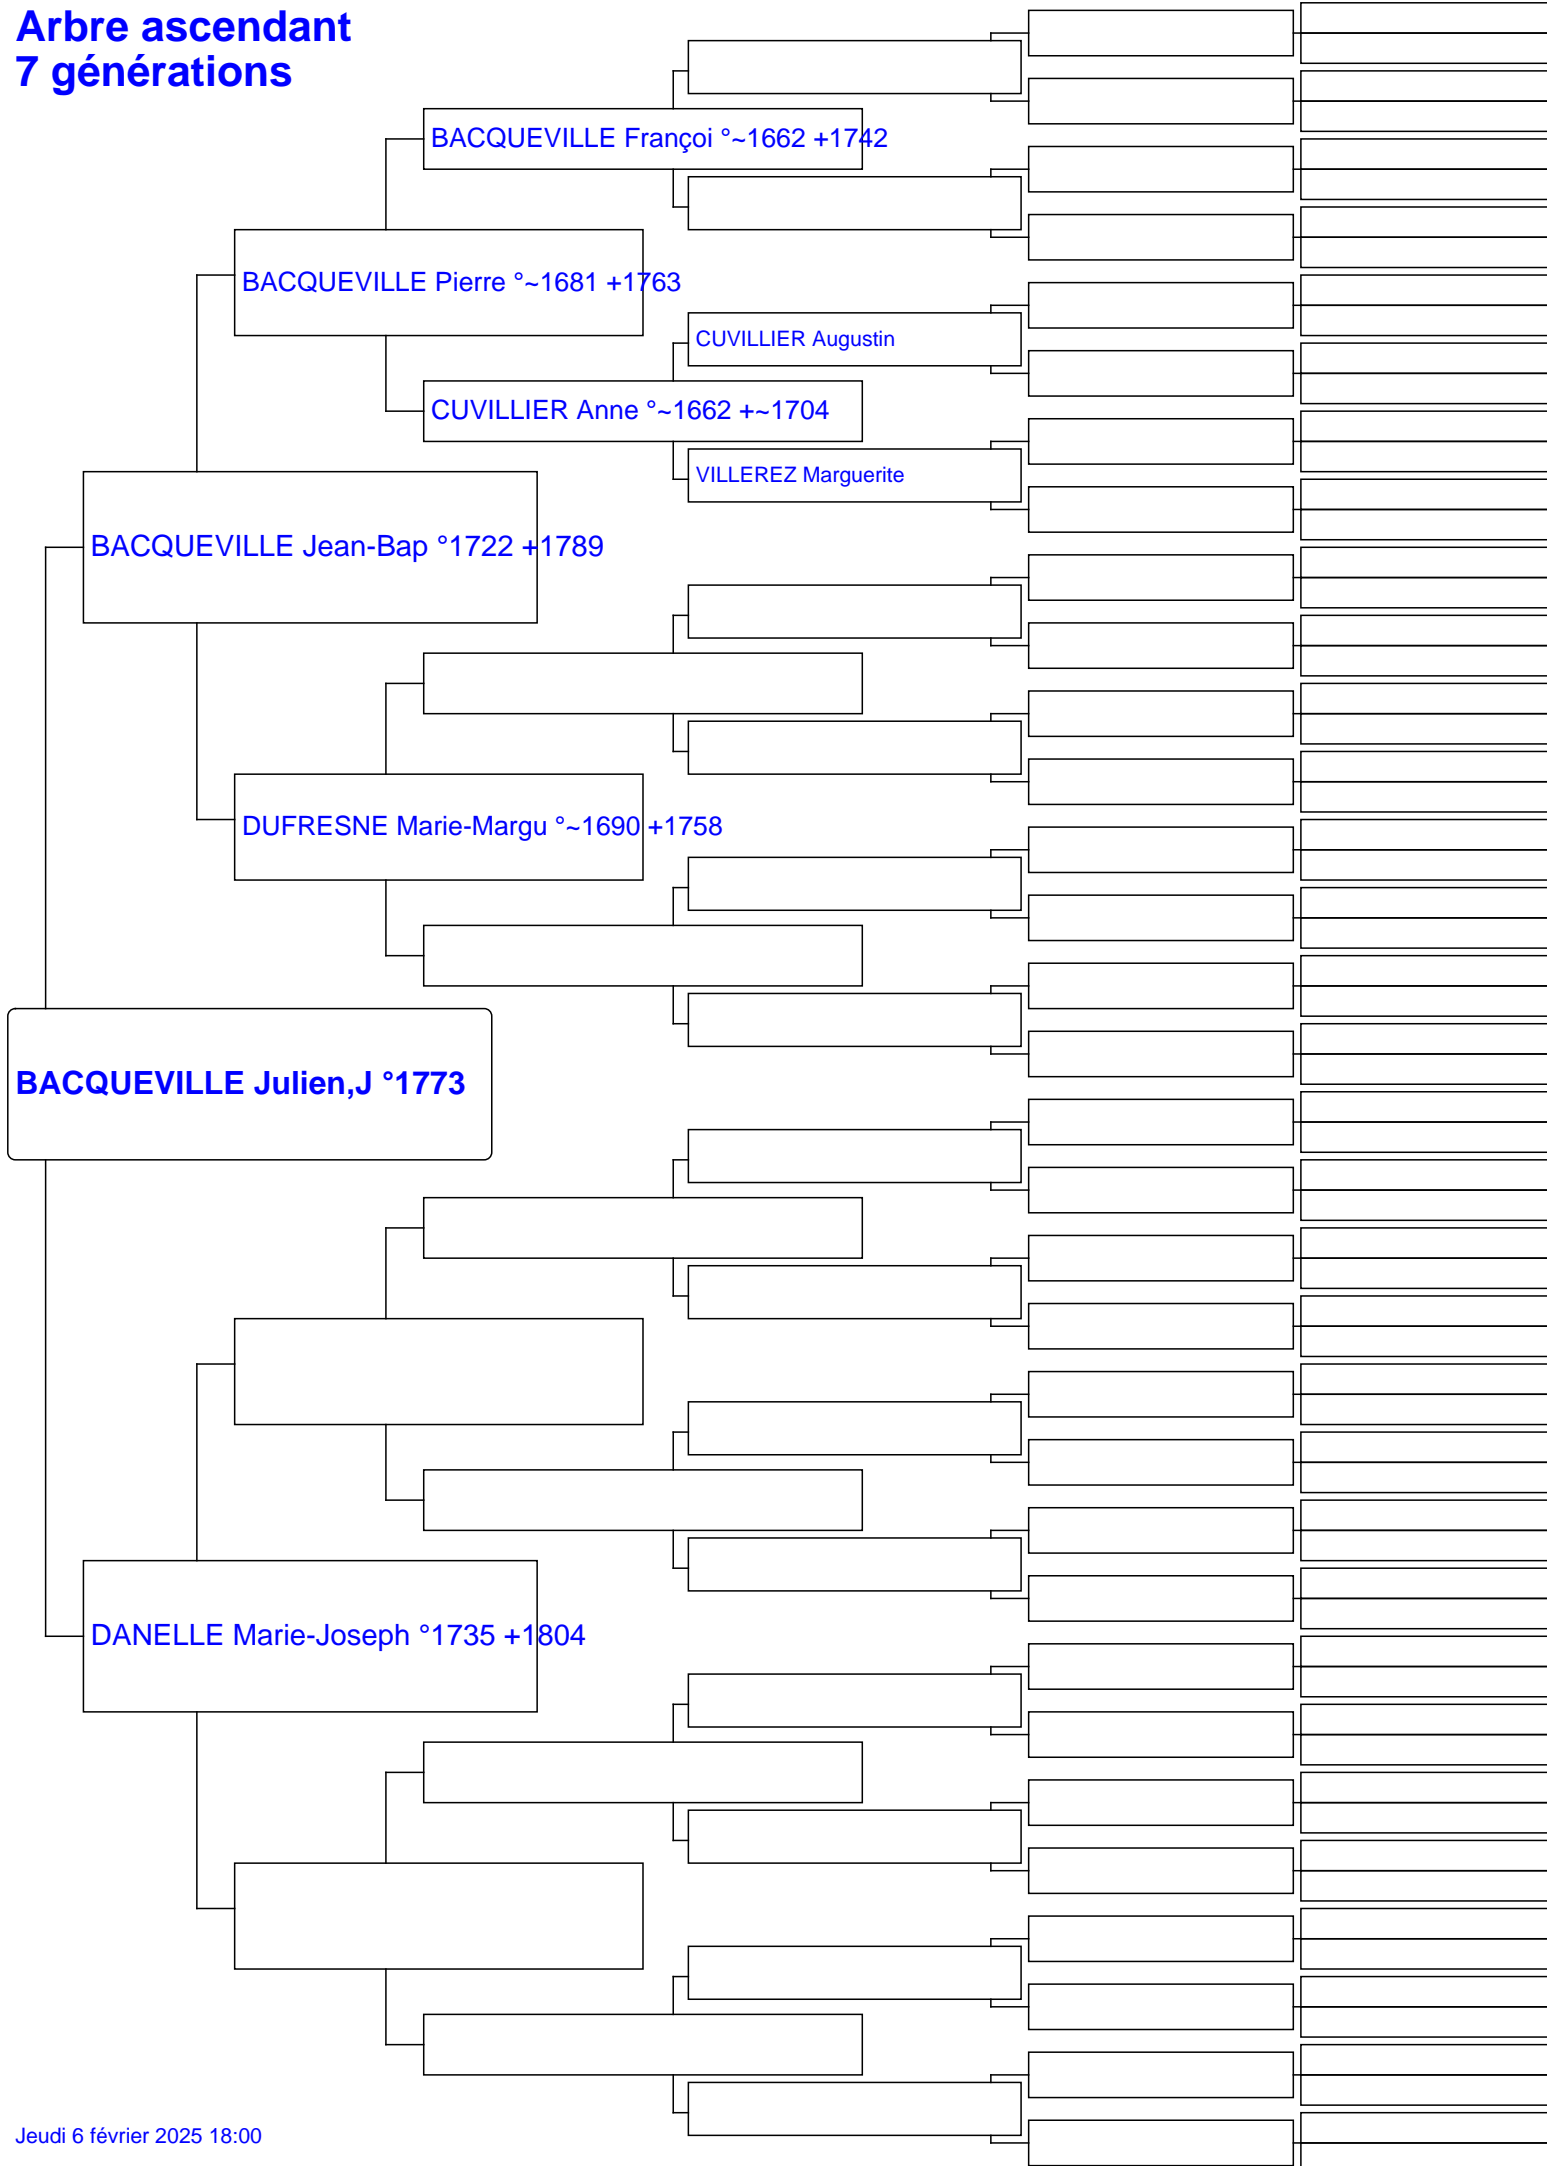 Arbre ascendant
7 générations
BACQUEVILLE Françoi °~1662 +1742
BACQUEVILLE Pierre °~1681 +1763
CUVILLIER Augustin
CUVILLIER Anne °~1662 +~1704
VILLEREZ Marguerite
BACQUEVILLE Jean-Bap °1722 +1789
DUFRESNE Marie-Margu °~1690 +1758
BACQUEVILLE Julien,J °1773
DANELLE Marie-Joseph °1735 +1804
Jeudi 6 février 2025 18:00